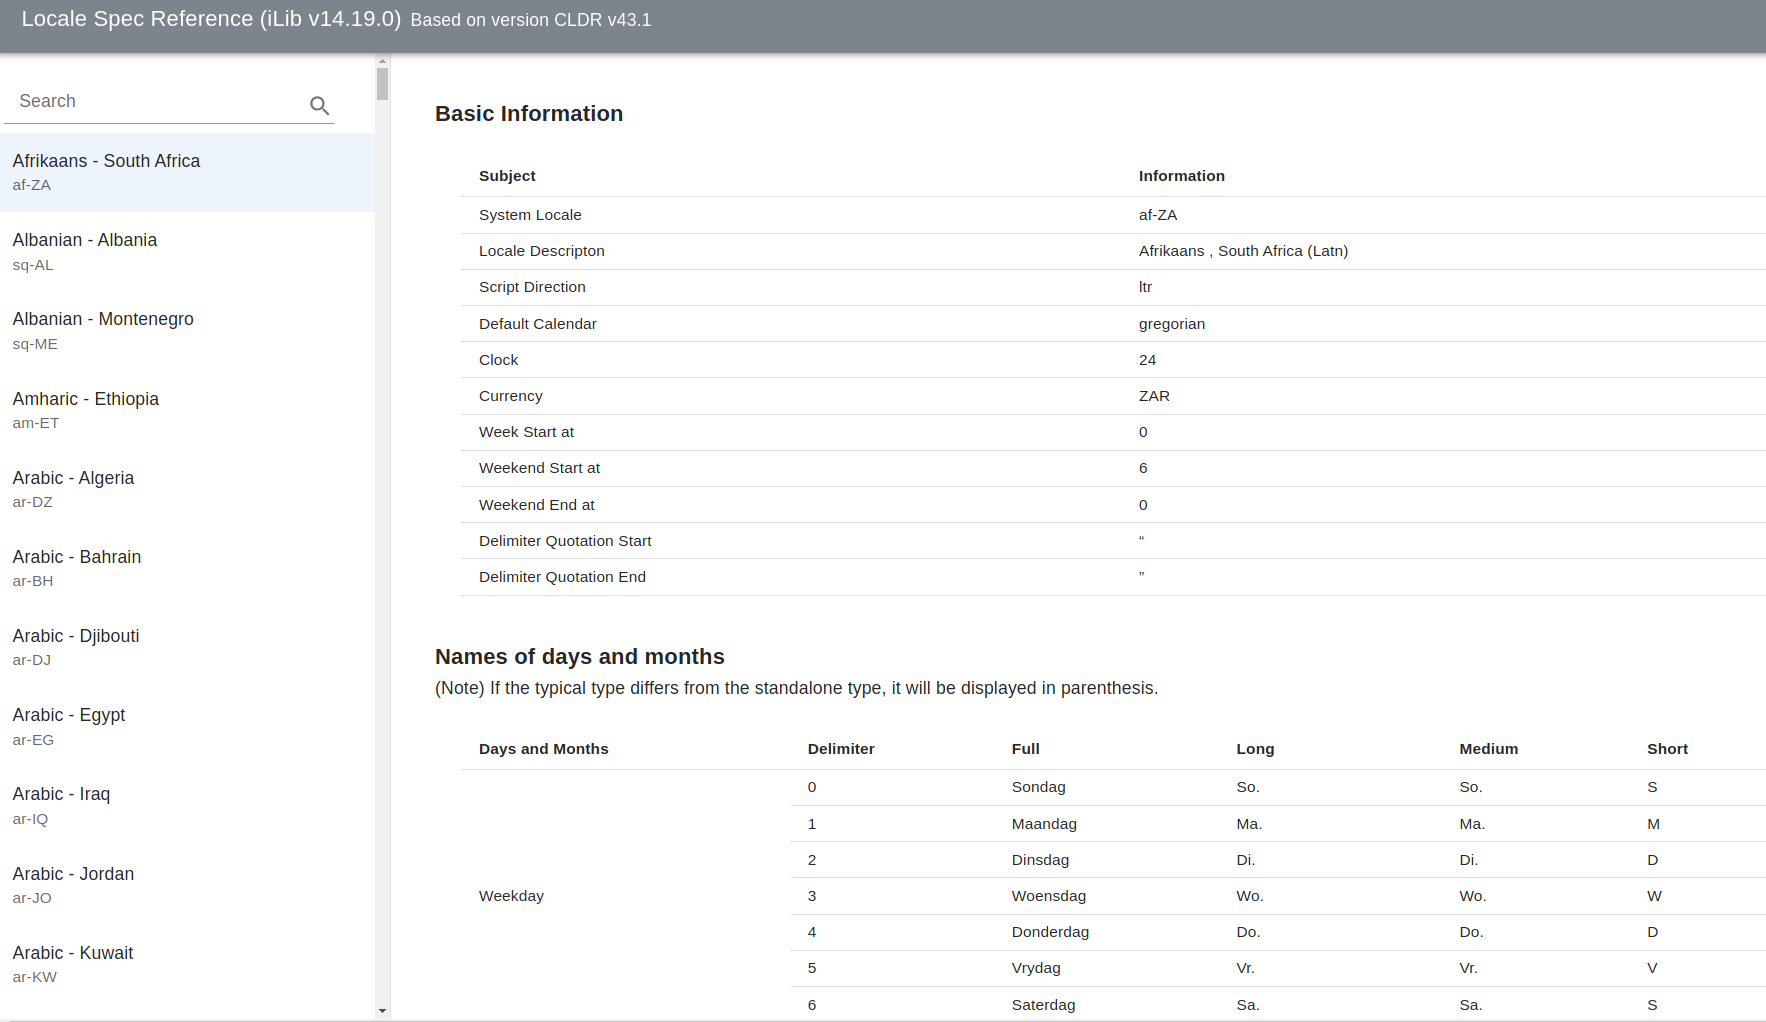 Locale Spec Reference (iLib v14.19.0) Based on version CLDR v43.1
Search
Afrikaans - South Africa
af-ZA
Albanian - Albania
sq-AL
Albanian - Montenegro
sq-ME
Amharic - Ethiopia
am-ET
Arabic - Algeria
ar-DZ
Arabic - Bahrain
ar-BH
Arabic - Djibouti
ar-DJ
Arabic - Egypt
ar-EG
Arabic - Iraq
ar-IQ
Arabic - Jordan
ar-JO
Arabic - Kuwait
ar-KW
Basic Information
Subject Information
System Locale af-ZA
Locale Descripton Afrikaans , South Africa (Latn)
Script Direction ltr
Default Calendar gregorian
Clock 24
Currency ZAR
Week Start at 0
Weekend Start at 6
Weekend End at 0
Delimiter Quotation Start “
Delimiter Quotation End ”
Names of days and months
(Note) If the typical type differs from the standalone type, it will be displayed in parenthesis.
Days and Months Delimiter Full Long Medium Short
0 Sondag So. So. S
1 Maandag Ma. Ma. M
2 Dinsdag Di. Di. D
Weekday 3 Woensdag Wo. Wo. W
4 Donderdag Do. Do. D
5 Vrydag Vr. Vr. V
6 Saterdag Sa. Sa. S